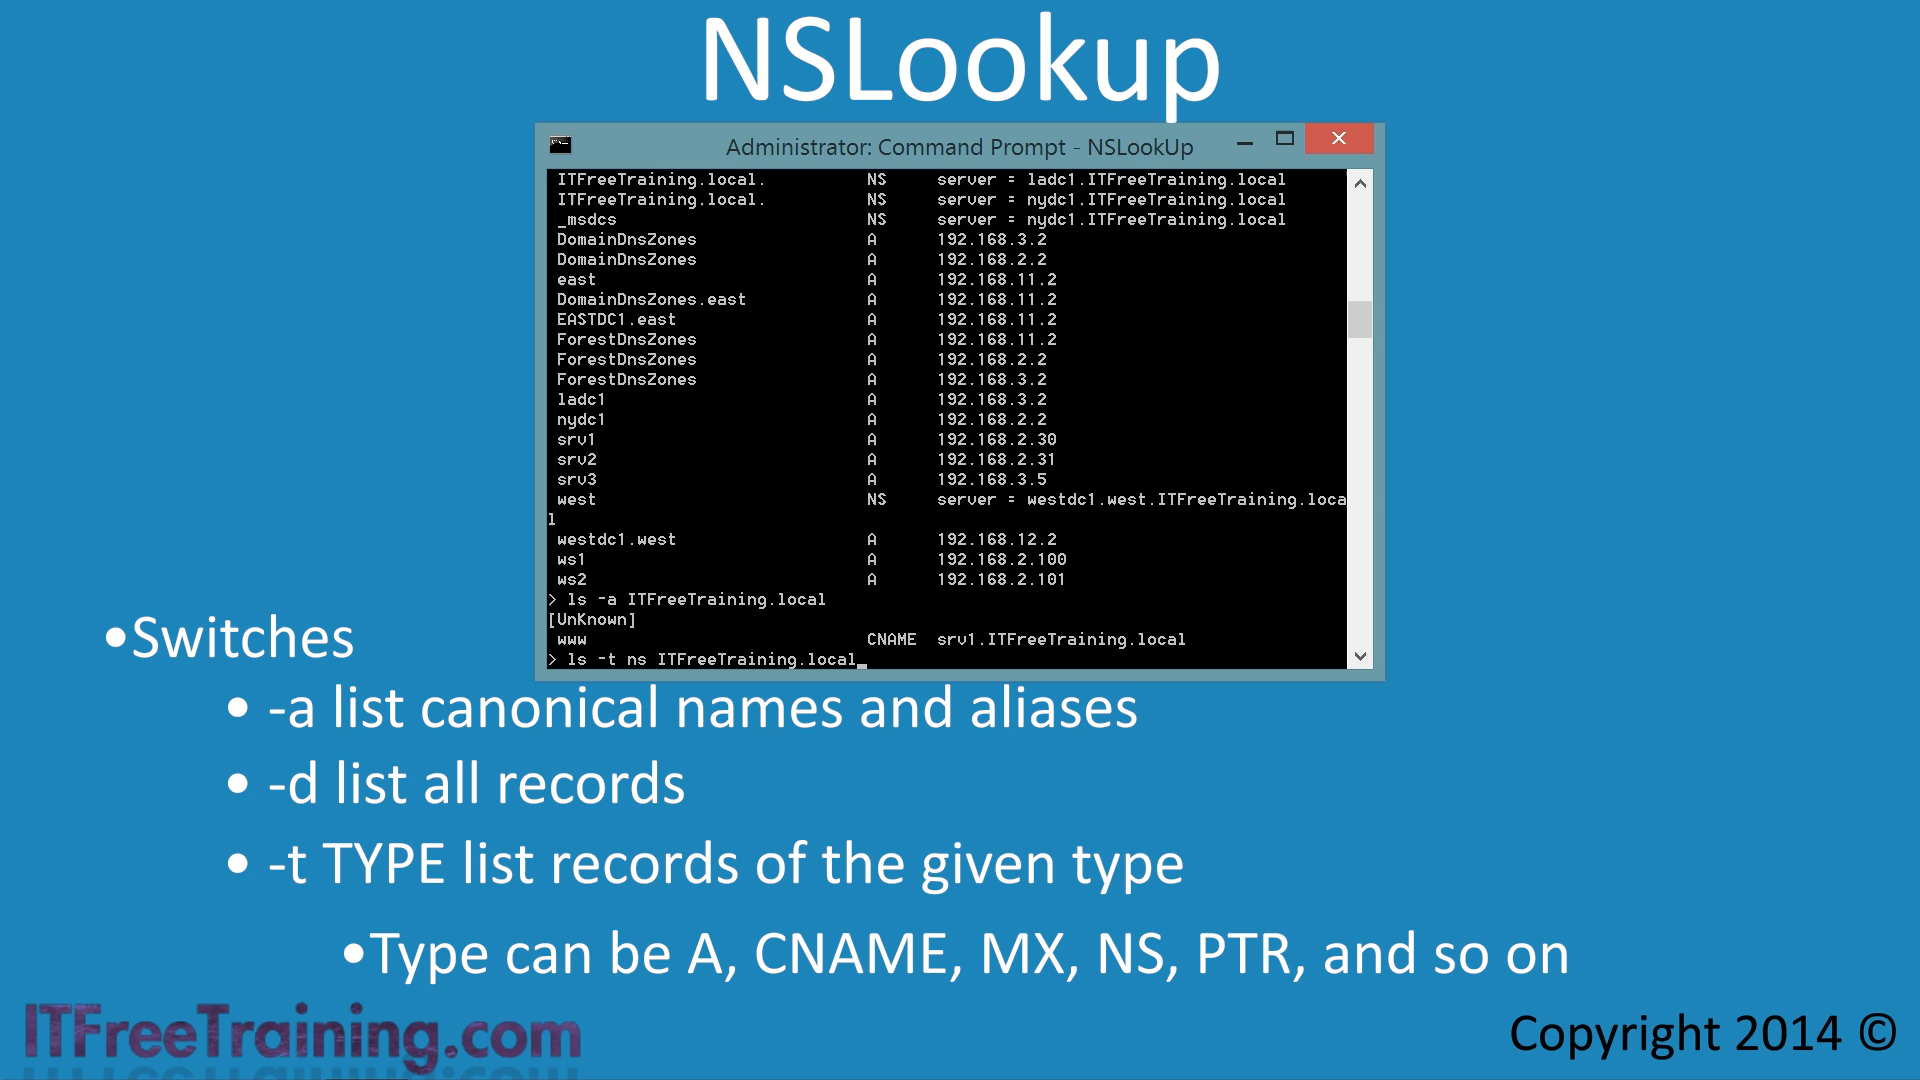 NSLookup
Administrator: Command Prompt - NSLookUp
ITFreeTraining.local. NS server = ladc1.ITFreeTraining.local
ITFreeTraining.local. NS server = nydc1.ITFreeTraining.local
_msdcs NS server = nydc1.ITFreeTraining.local
DomainDnsZones A 192.168.3.2
DomainDnsZones A 192.168.2.2
east A 192.168.11.2
DomainDnsZones.east A 192.168.11.2
EASTDC1.east A 192.168.11.2
ForestDnsZones A 192.168.11.2
ForestDnsZones A 192.168.2.2
ForestDnsZones A 192.168.3.2
ladc1 A 192.168.3.2
nydc1 A 192.168.2.2
srv1 A 192.168.2.30
srv2 A 192.168.2.31
srv3 A 192.168.3.5
west NS server = westdc1.west.ITFreeTraining.loca
l
westdc1.west A 192.168.12.2
ws1 A 192.168.2.100
ws2 A 192.168.2.101
> ls -a ITFreeTraining.local
[UnKnown]
www CNAME srv1.ITFreeTraining.local
> ls -t ns ITFreeTraining.local_
•Switches
• -a list canonical names and aliases
• -d list all records
• -t TYPE list records of the given type
•Type can be A, CNAME, MX, NS, PTR, and so on
ITFreeTraining.com
Copyright 2014 ©